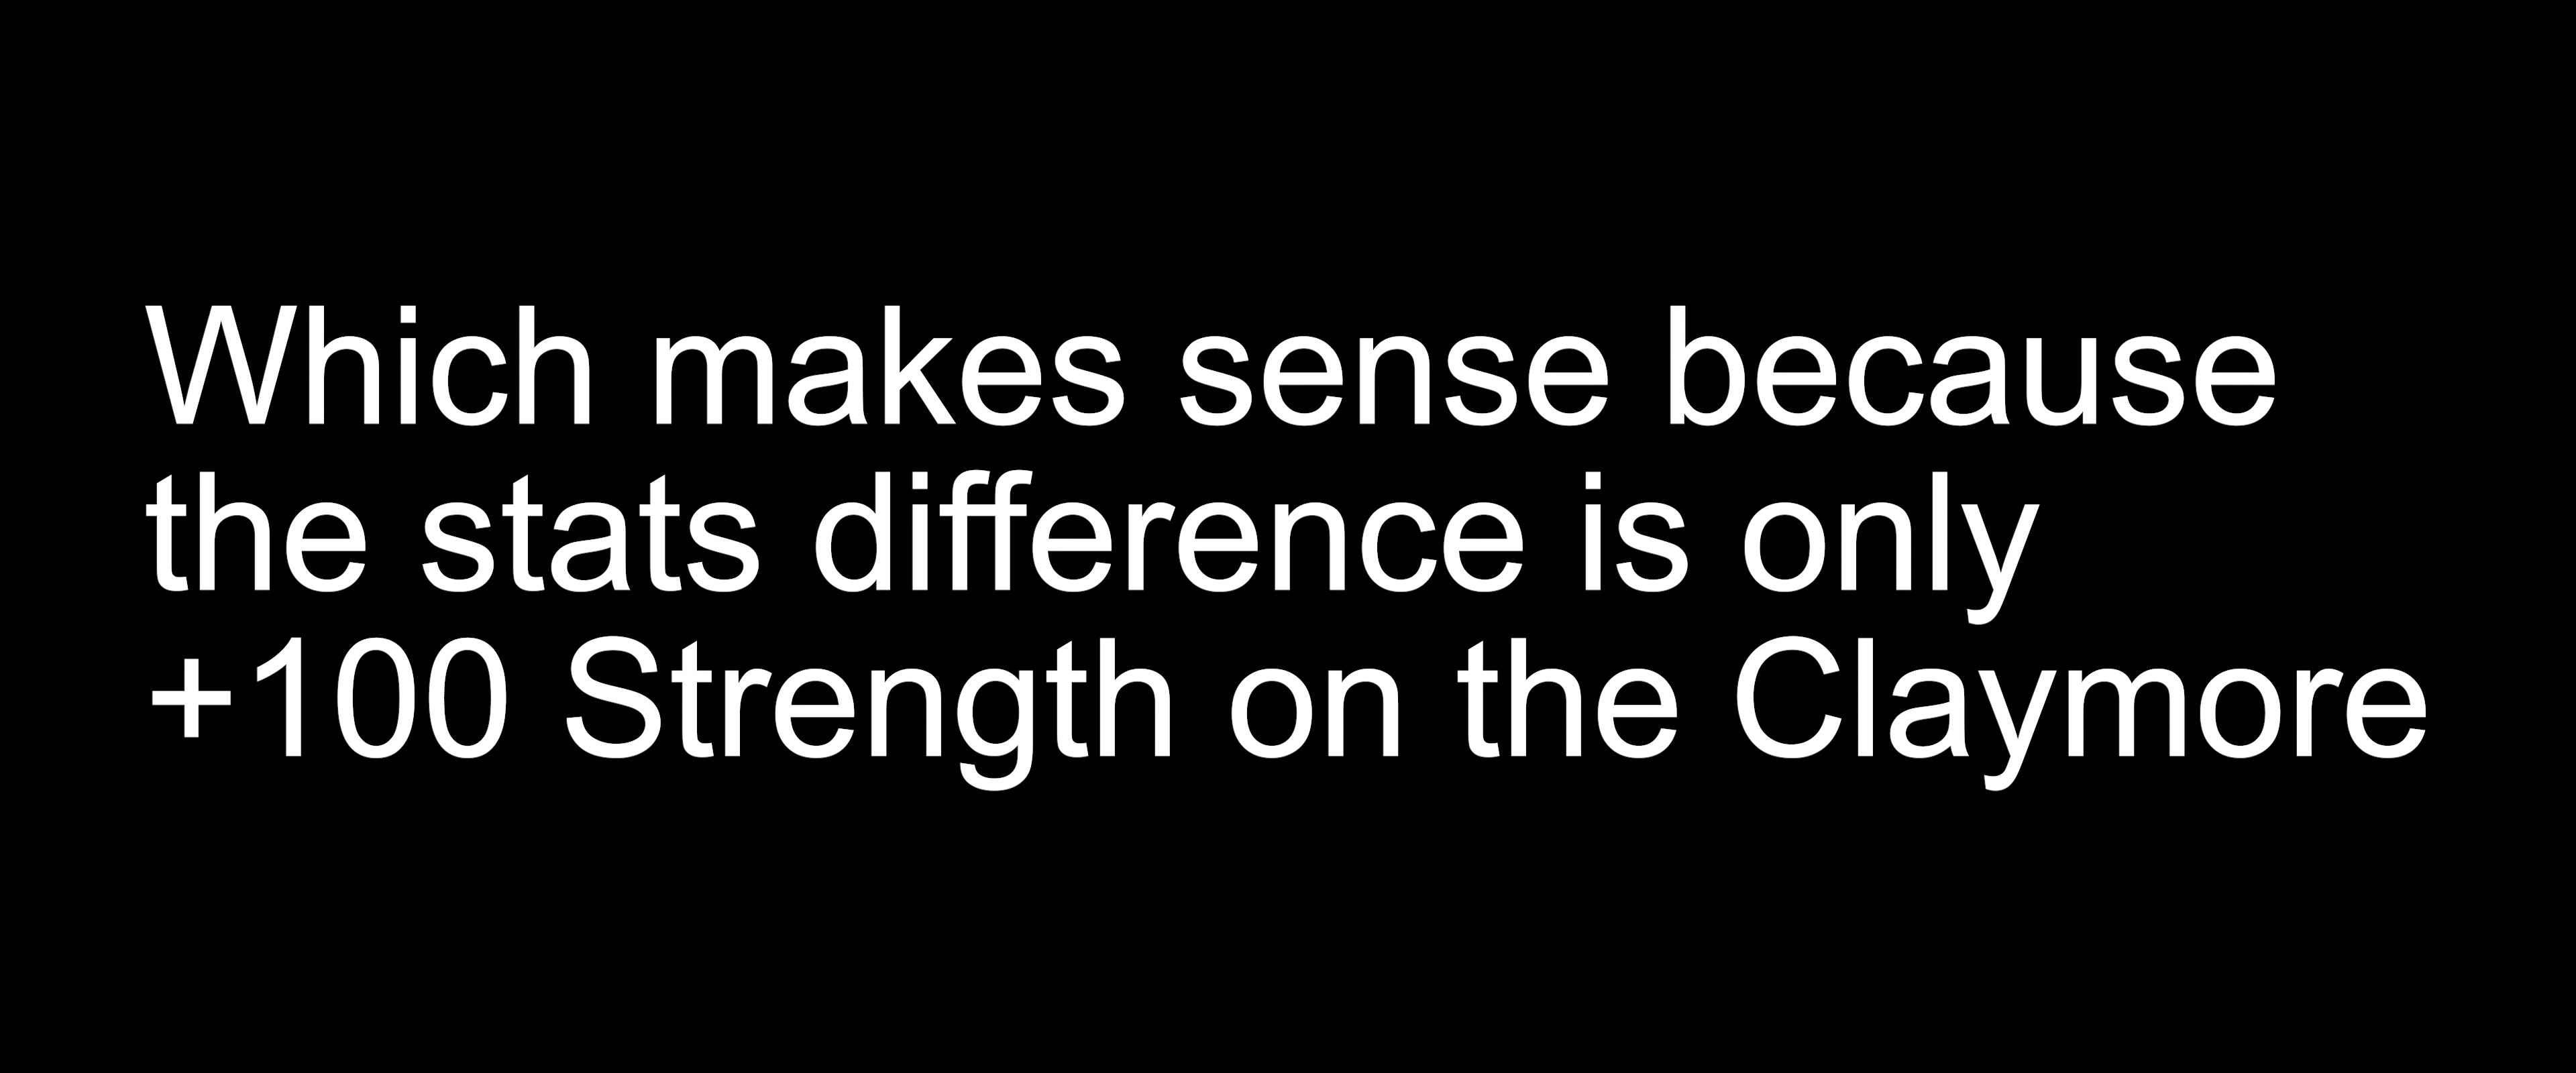 Which makes sense because
the stats difference is only
+100 Strength on the Claymore